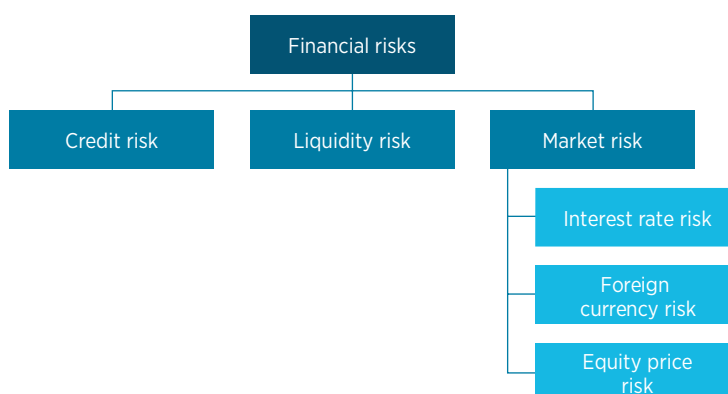 Financial risks
Credit risk
Liquidity risk
Market risk
Interest rate risk
Foreign
currency risk
Equity price
risk